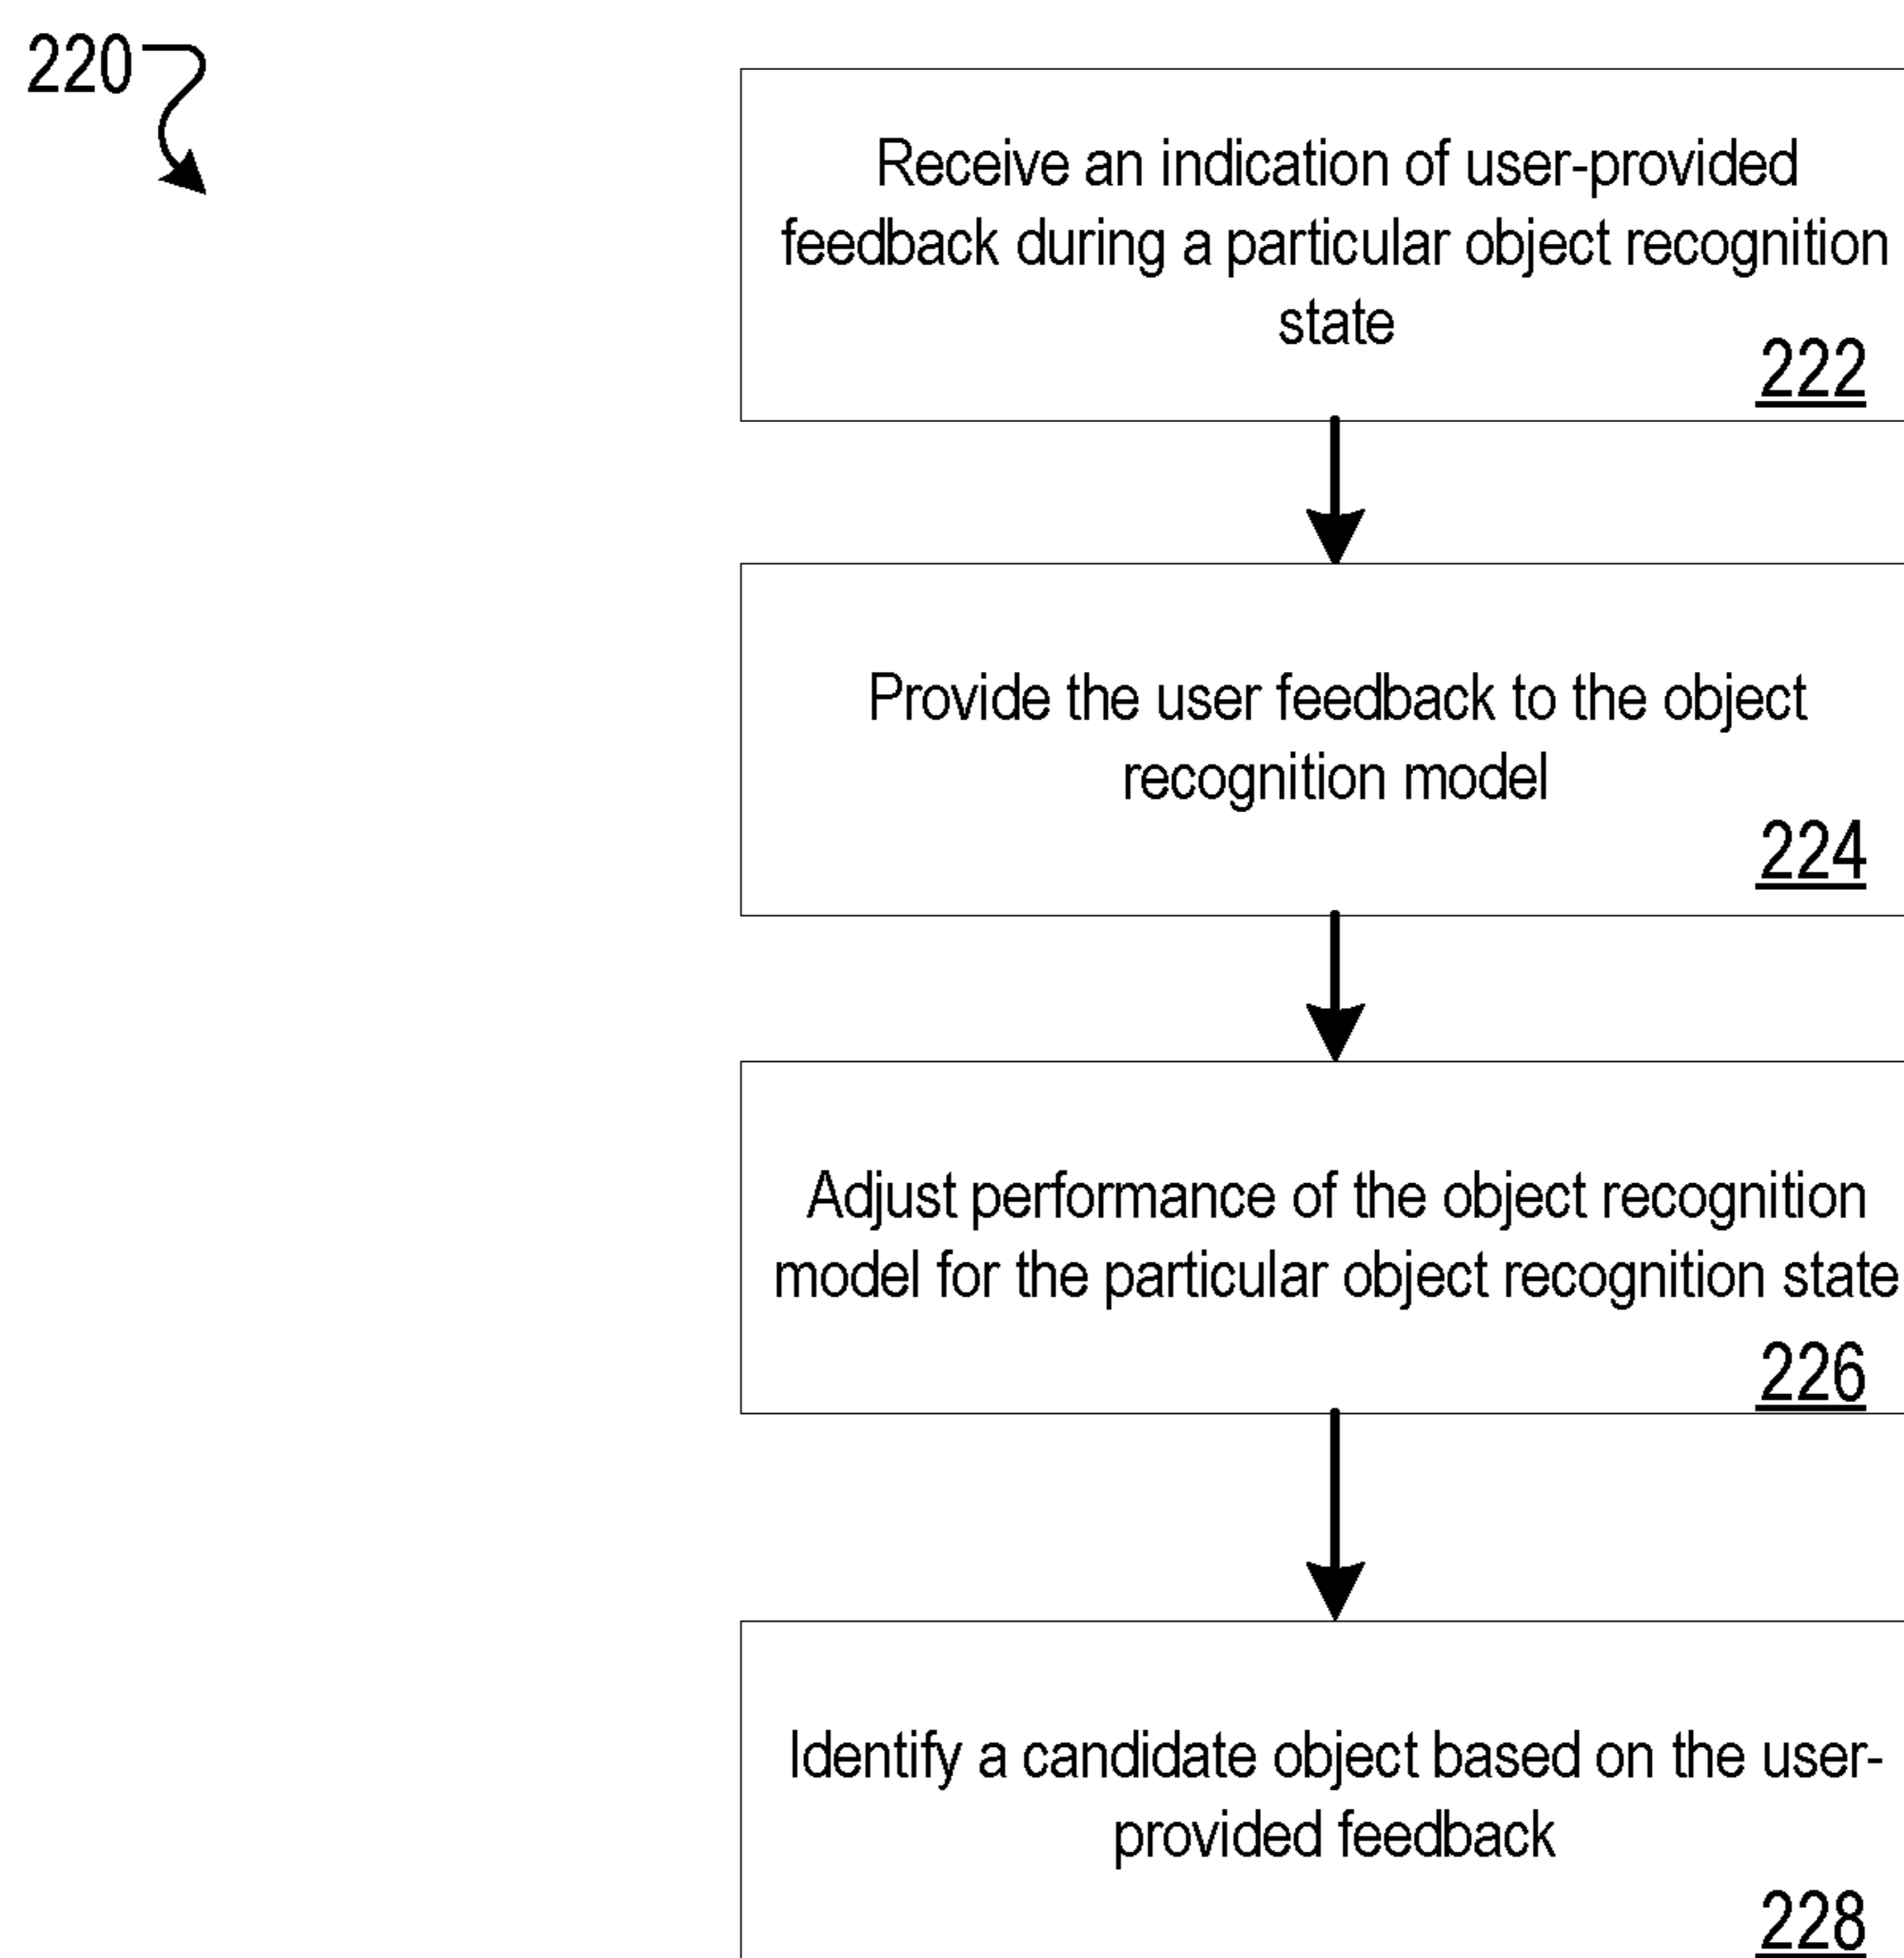 220
Receive an indication of user-provided
feedback during a particular object recognition
state
222
Provide the user feedback to the object
recognition model
224
Adjust performance of the object recognition
model for the particular object recognition state
226
Identify a candidate object based on the user-
provided feedback
228